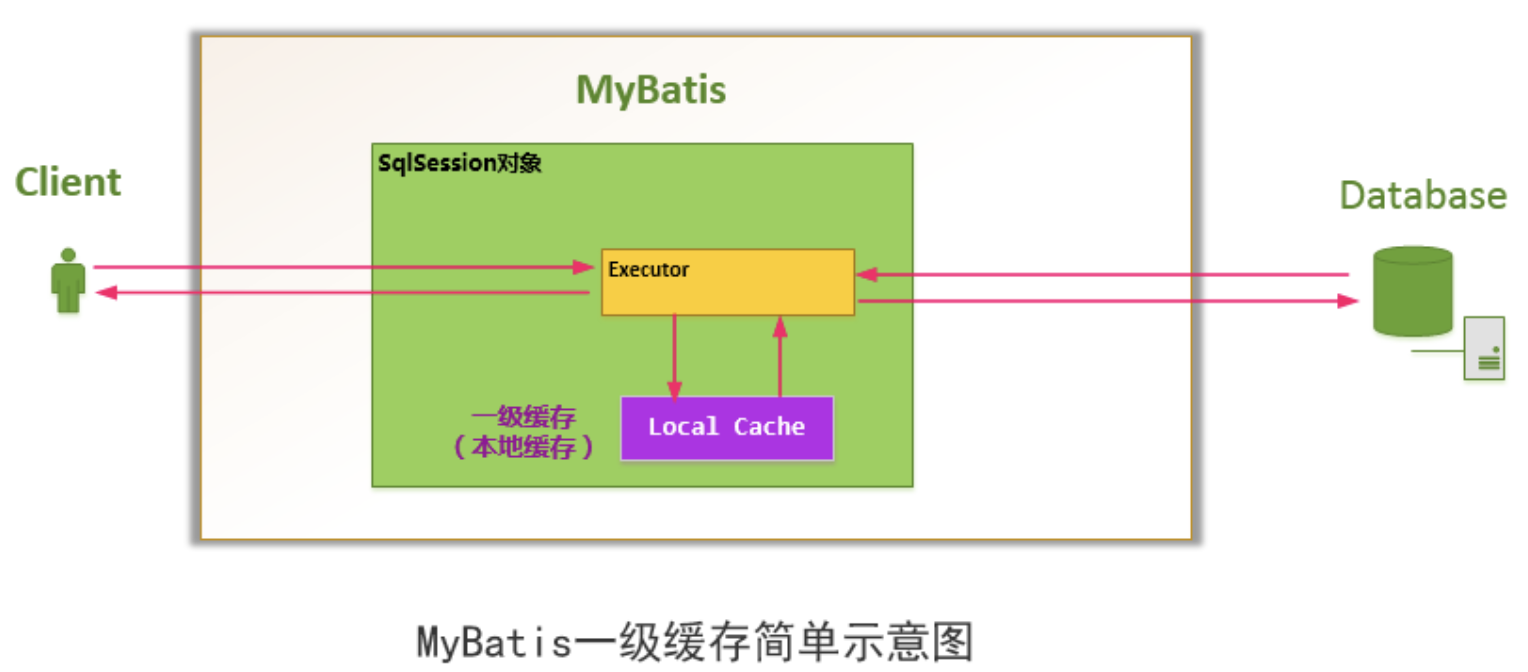 MyBatis
Client
SqlSession对象
Database
Executor
一级缓存
（本地缓存）
Local Cache
MyBatis一级缓存简单示意图